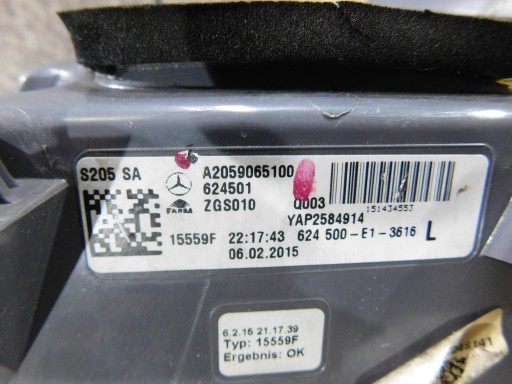 S205 SA
A2059065100
624501
FARBA
ZGS010
Q003
151434553
YAP2584914
15559F 22:17:43 624 500-E1-3616 L
06.02.2015
6.2.15 21.17.39
Typ: 15559F
Ergebnis: OK